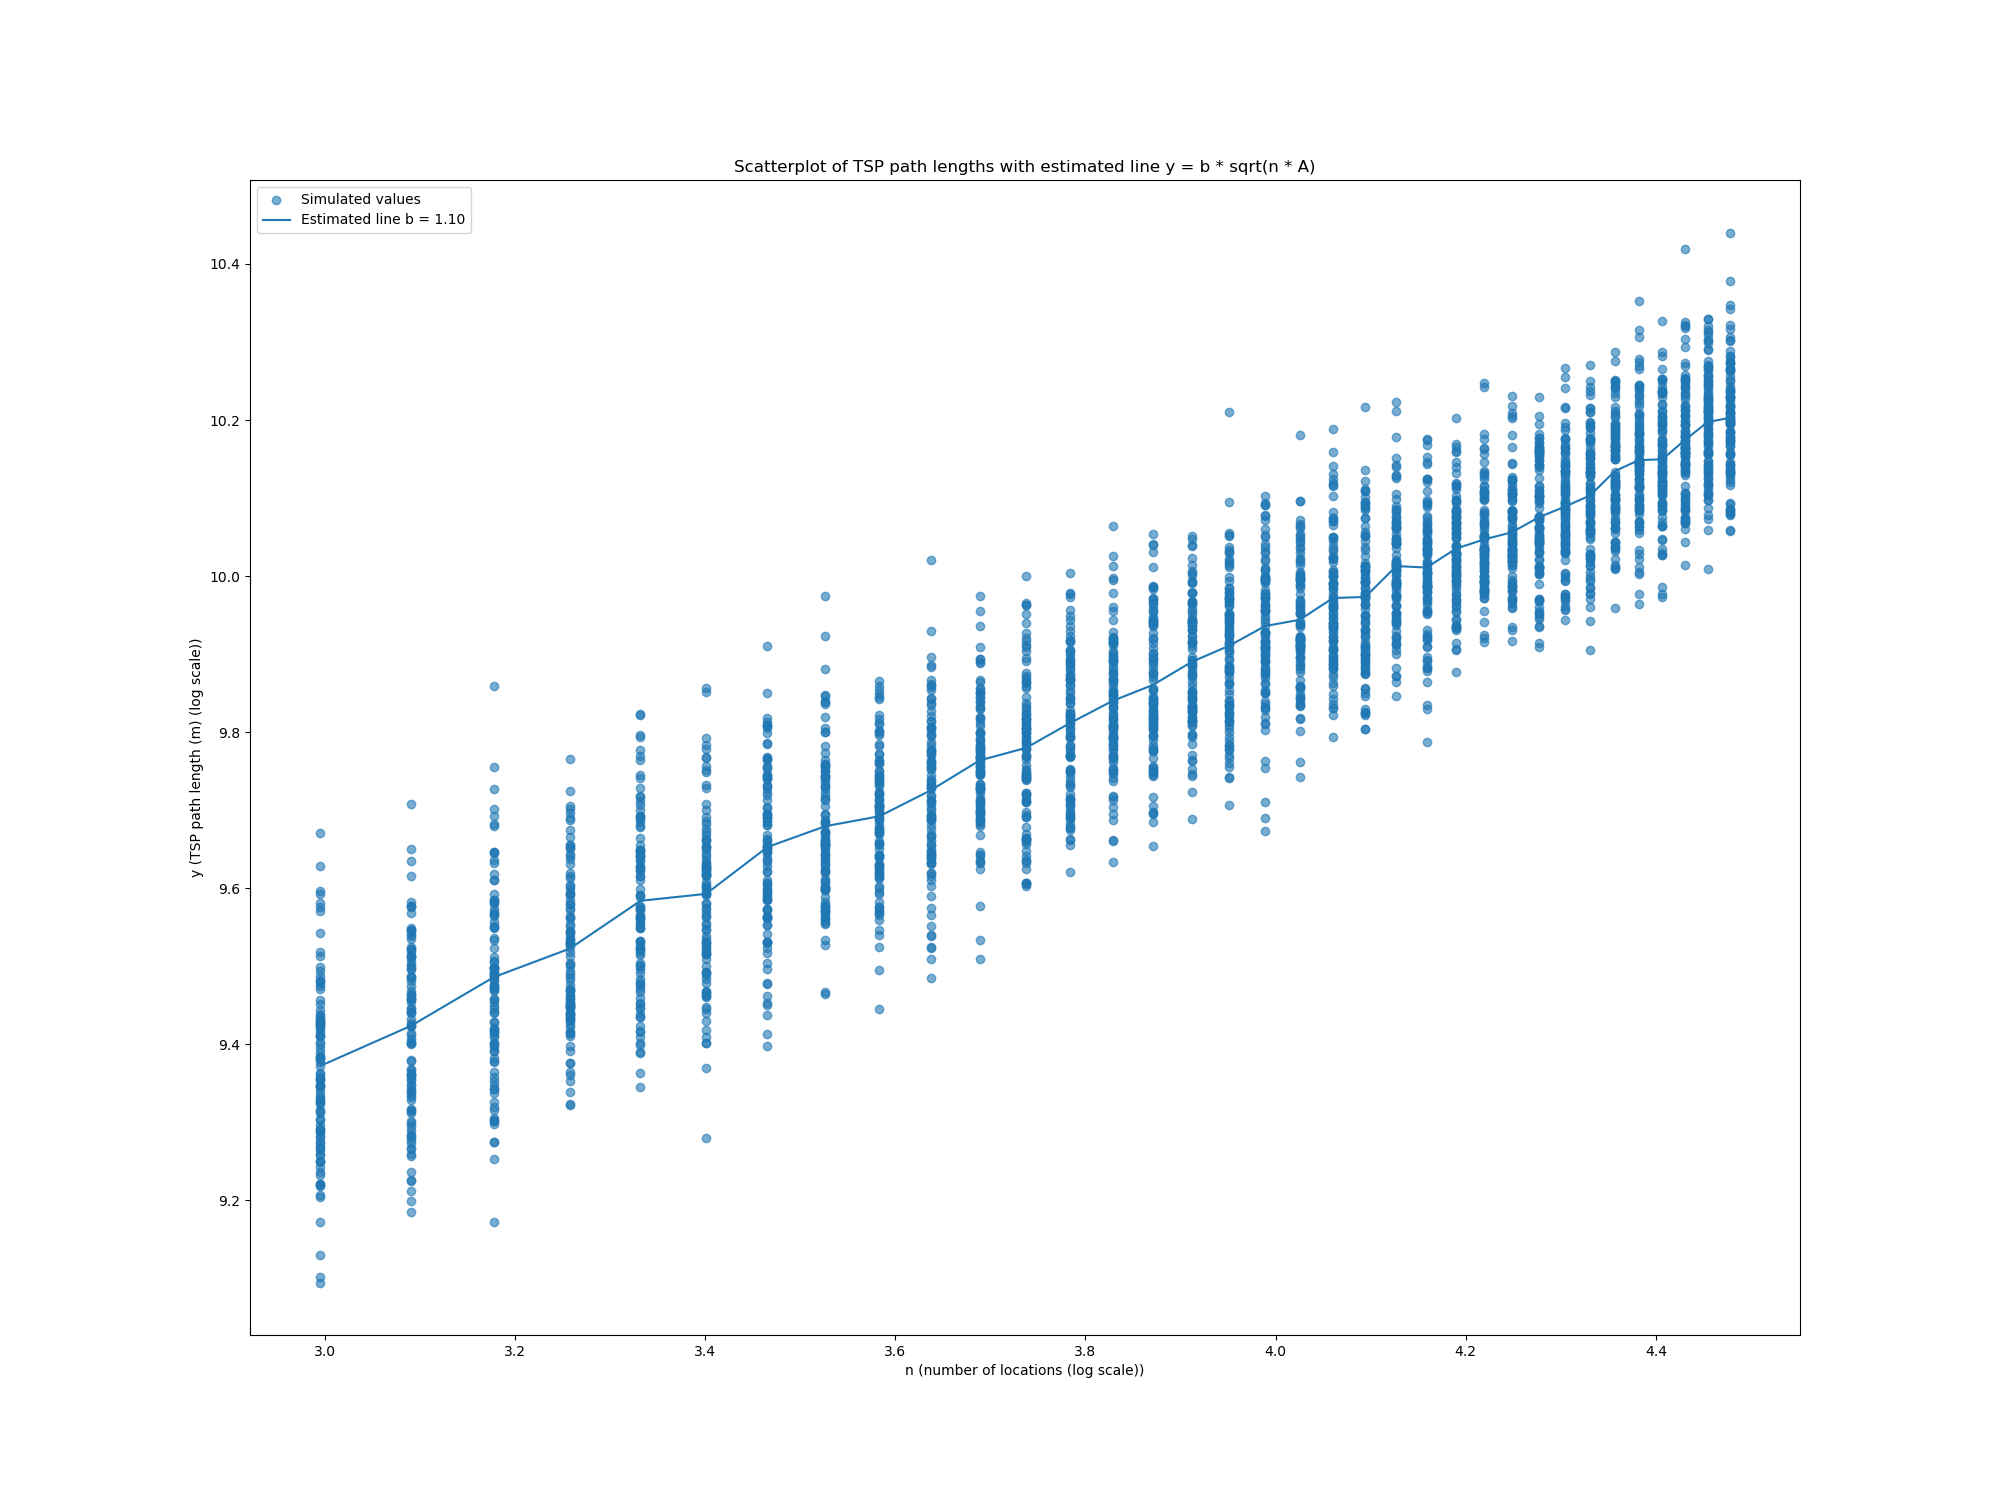 Scatterplot of TSP path lengths with estimated line y = b * sqrt(n * A)
Simulated values
Estimated line b = 1.10
y (TSP path length (m) (log scale))
10.4
10.2
10.0
9.8
9.6
9.4
9.2
3.0 3.2 3.4 3.6 3.8 4.0 4.2 4.4
n (number of locations (log scale))